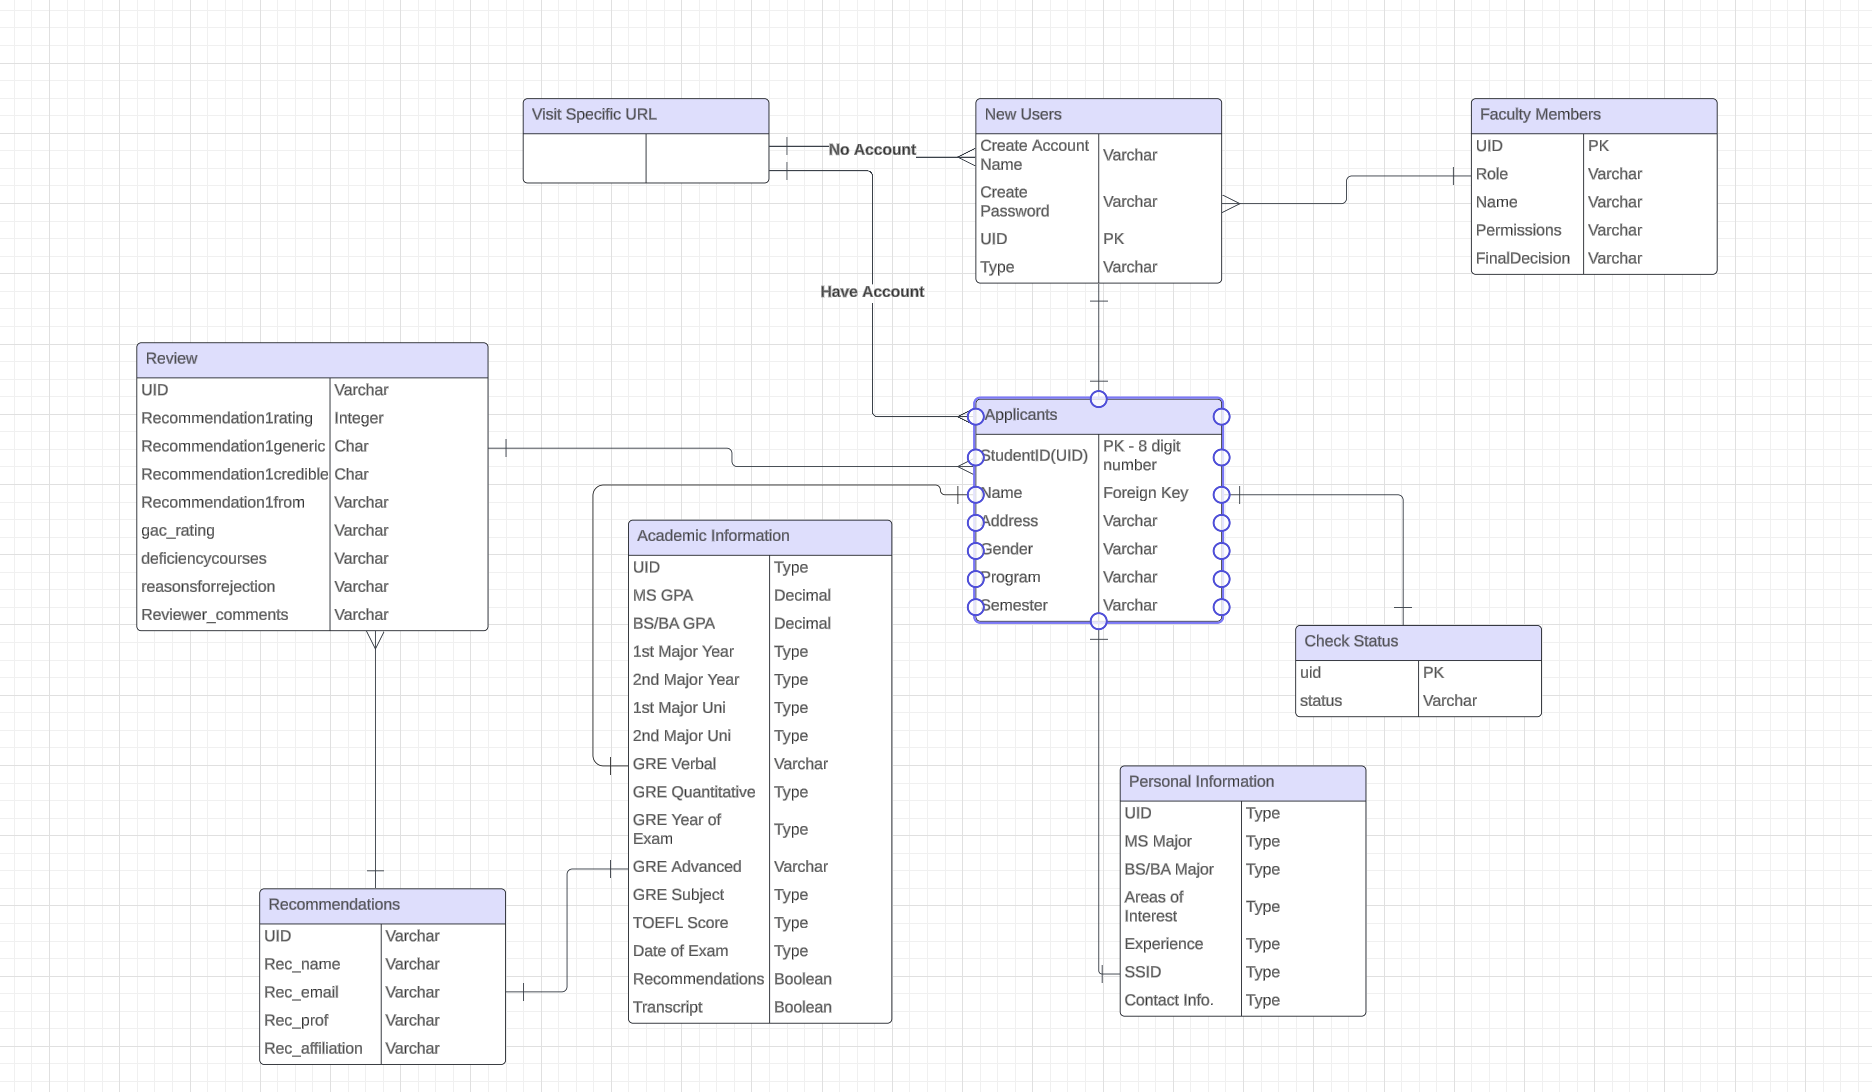 Visit Specific URL
No Account
Have Account
New Users
Create Account
Name
Varchar
Create
Password
Varchar
UID PK
Type Varchar
Faculty Members
UID PK
Role Varchar
Name Varchar
Permissions Varchar
FinalDecision Varchar
Review
UID Varchar
Recommendation1rating Integer
Recommendation1generic Char
Recommendation1credible Char
Recommendation1from Varchar
gac_rating Varchar
deficiencycourses Varchar
reasonsforrejection Varchar
Reviewer_comments Varchar
Applicants
StudentID(UID)
PK - 8 digit
number
Name Foreign Key
Address Varchar
Gender Varchar
Program Varchar
Semester Varchar
Academic Information
UID Type
MS GPA Decimal
BS/BA GPA Decimal
1st Major Year Type
2nd Major Year Type
1st Major Uni Type
2nd Major Uni Type
GRE Verbal Varchar
GRE Quantitative Type
GRE Year of
Exam
Type
GRE Advanced Varchar
GRE Subject Type
TOEFL Score Type
Date of Exam Type
Recommendations Boolean
Transcript Boolean
Check Status
uid PK
status Varchar
Personal Information
UID Type
MS Major Type
BS/BA Major Type
Areas of
Interest
Type
Experience Type
SSID Type
Contact Info. Type
Recommendations
UID Varchar
Rec_name Varchar
Rec_email Varchar
Rec_prof Varchar
Rec_affiliation Varchar